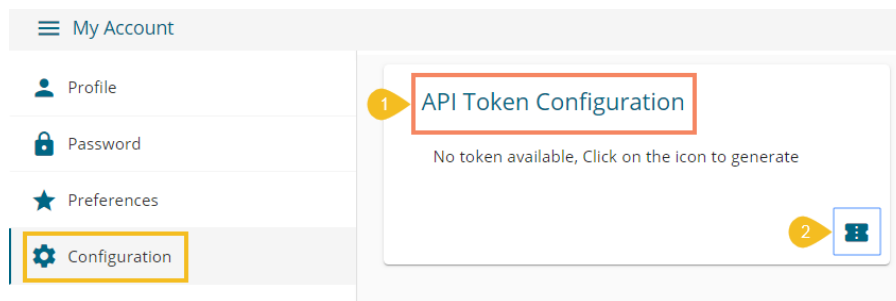 My Account
Profile
Password
Preferences
Configuration
1
API Token Configuration
No token available, Click on the icon to generate
2